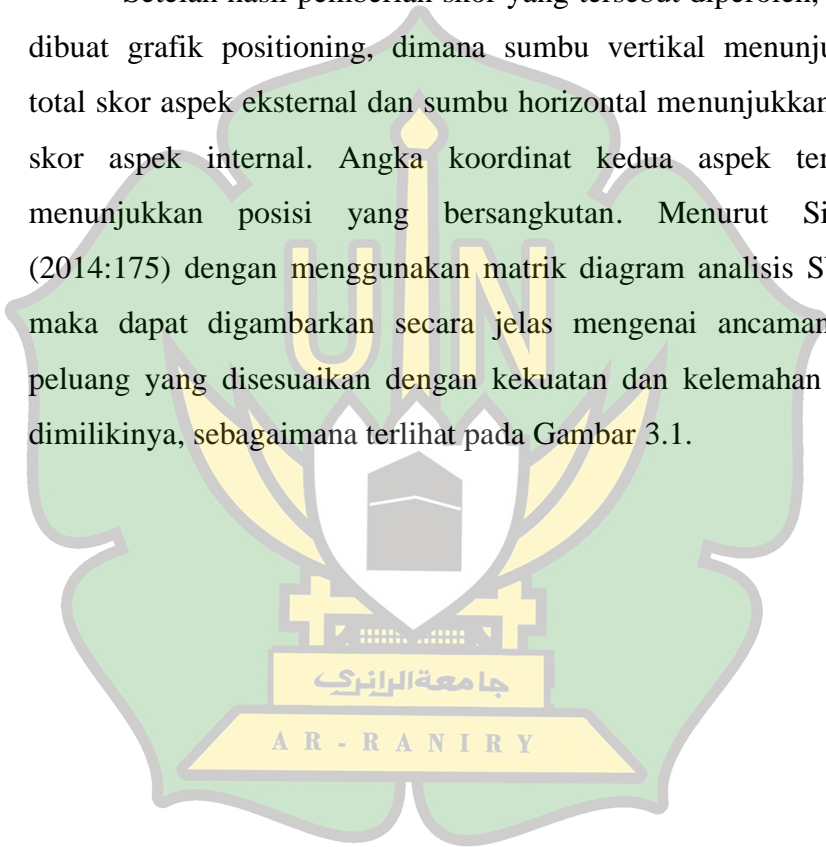 Setelah hasil pemberian skor yang tersebut diperoleh,
dibuat grafik positioning, dimana sumbu vertikal menunju
total skor aspek eksternal dan sumbu horizontal menunjukkan
skor aspek internal. Angka koordinat kedua aspek ter
menunjukkan posisi yang bersangkutan. Menurut Si
(2014:175) dengan menggunakan matrik diagram analisis S
maka dapat digambarkan secara jelas mengenai ancaman
peluang yang disesuaikan dengan kekuatan dan kelemahan
dimilikinya, sebagaimana terlihat pada Gambar 3.1.
UIN
جامعةالرانري
AR-RANIRY